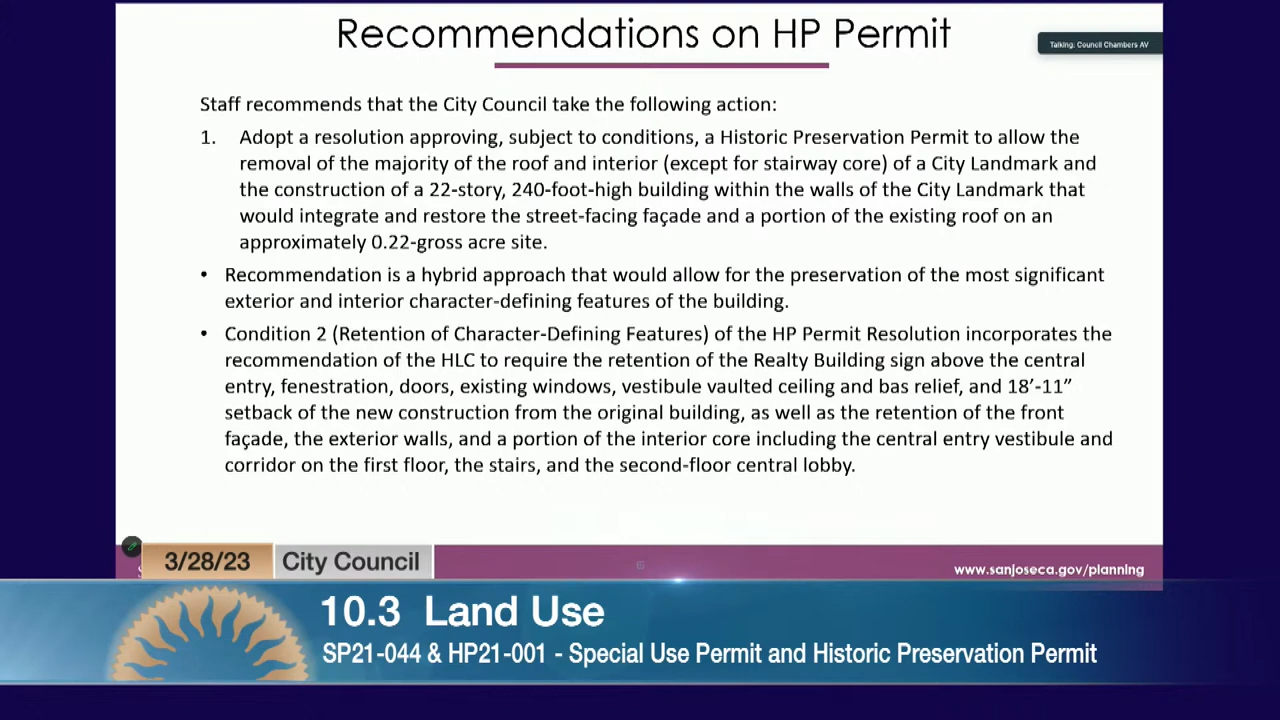 Recommendations on HP Permit
Talking: Council Chambers AV
Staff recommends that the City Council take the following action:
1. Adopt a resolution approving, subject to conditions, a Historic Preservation Permit to allow the
removal of the majority of the roof and interior (except for stairway core) of a City Landmark and
the construction of a 22-story, 240-foot-high building within the walls of the City Landmark that
would integrate and restore the street-facing façade and a portion of the existing roof on an
approximately 0.22-gross acre site.
• Recommendation is a hybrid approach that would allow for the preservation of the most significant
exterior and interior character-defining features of the building.
• Condition 2 (Retention of Character-Defining Features) of the HP Permit Resolution incorporates the
recommendation of the HLC to require the retention of the Realty Building sign above the central
entry, fenestration, doors, existing windows, vestibule vaulted ceiling and bas relief, and 18’-11”
setback of the new construction from the original building, as well as the retention of the front
façade, the exterior walls, and a portion of the interior core including the central entry vestibule and
corridor on the first floor, the stairs, and the second-floor central lobby.
3/28/23 City Council
www.sanjoseca.gov/planning
10.3 Land Use
SP21-044 & HP21-001 - Special Use Permit and Historic Preservation Permit